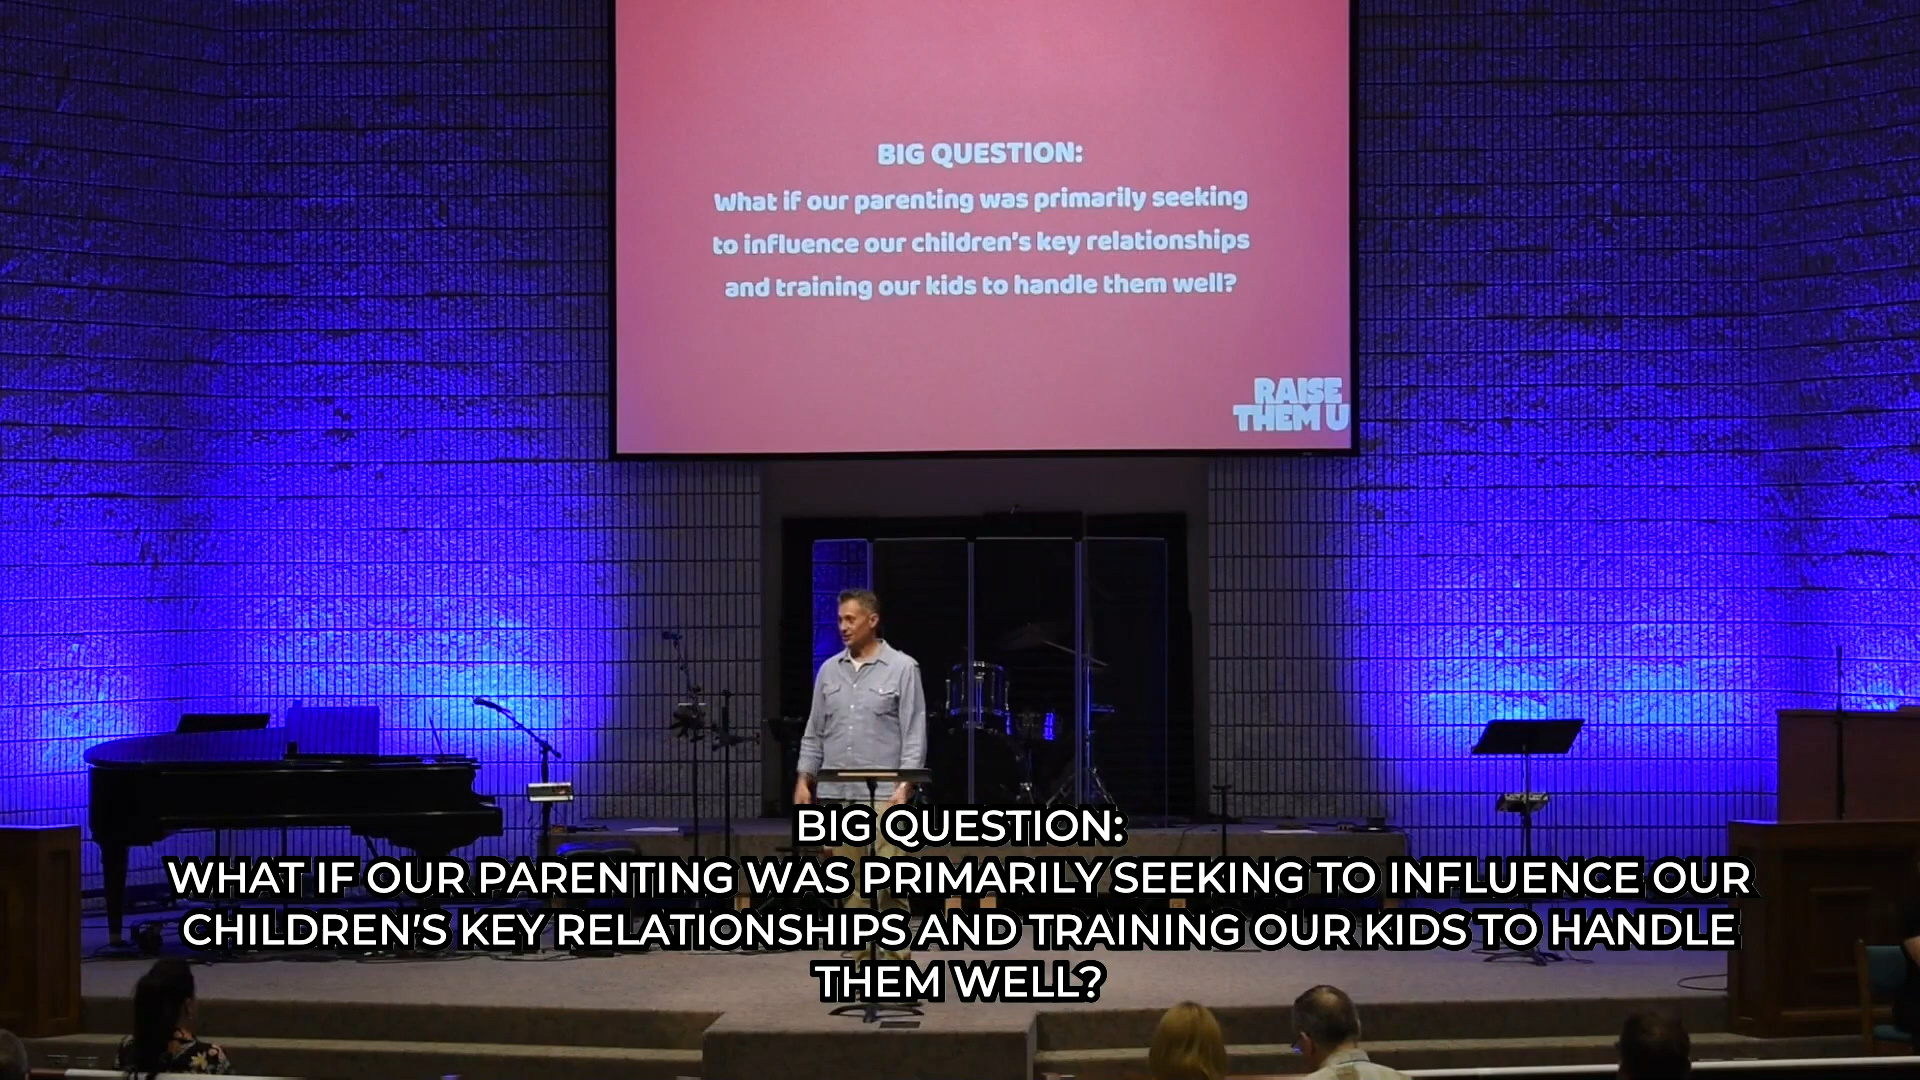 BIG QUESTION:
What if our parenting was primarily seeking
to influence our children's key relationships
and training our kids to handle them well?
RAISE
THEM U
BIG QUESTION:
WHAT IF OUR PARENTING WAS PRIMARILY SEEKING TO INFLUENCE OUR
CHILDREN'S KEY RELATIONSHIPS AND TRAINING OUR KIDS TO HANDLE
THEM WELL?